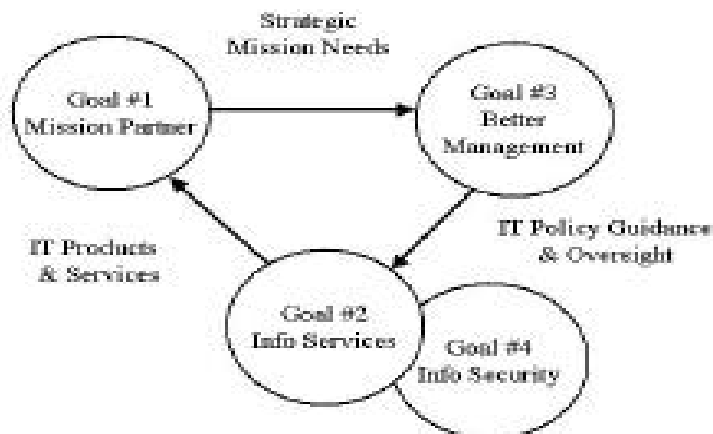 Strategic
Mission Needs
Goal #1
Mission Partner
Goal #3
Better
Management
IT Products
& Services
IT Policy Guidance
& Oversight
Goal #2
Info Services
Goal #4
Info Security